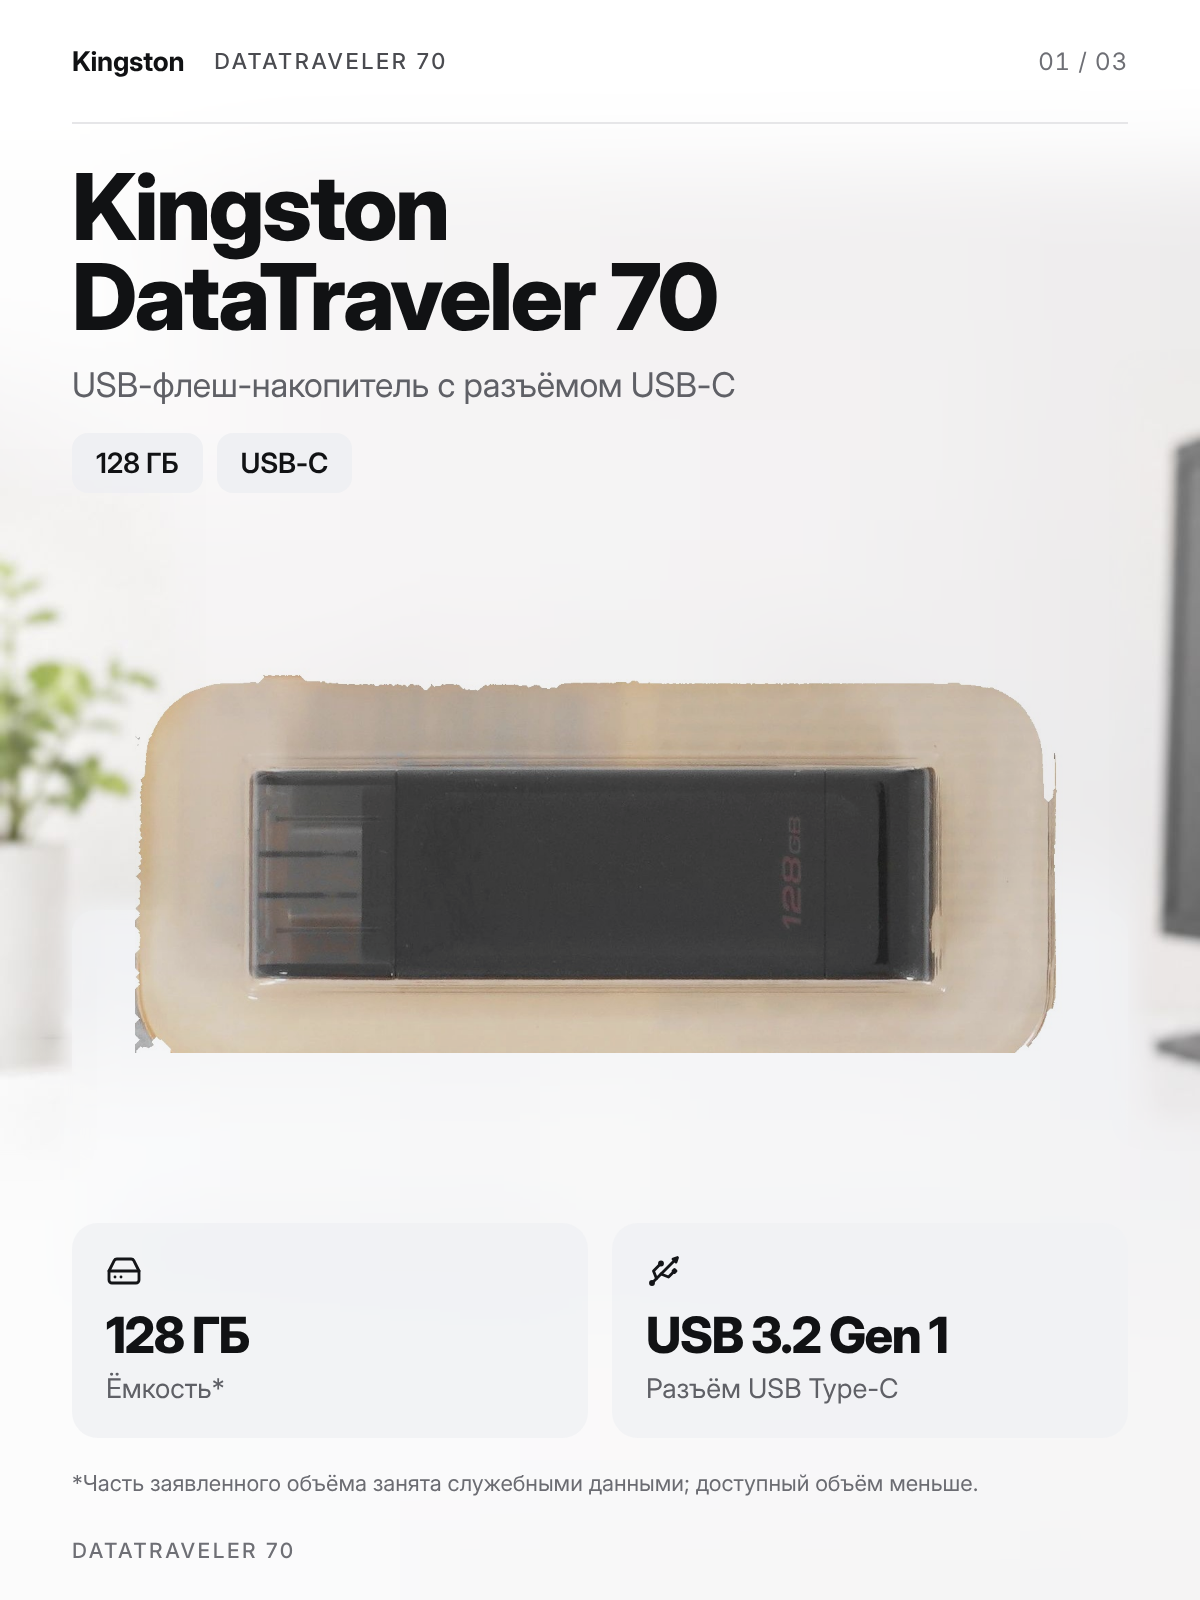 Kingston DATATRAVELER 70 01 / 03
Kingston
DataTraveler 70
USB-флеш-накопитель с разъёмом USB-C
128 ГБ USB-C
128GB
128 ГБ
Ёмкость*
USB 3.2 Gen 1
Разъём USB Type-C
*Часть заявленного объёма занята служебными данными; доступный объём меньше.
DATATRAVELER 70